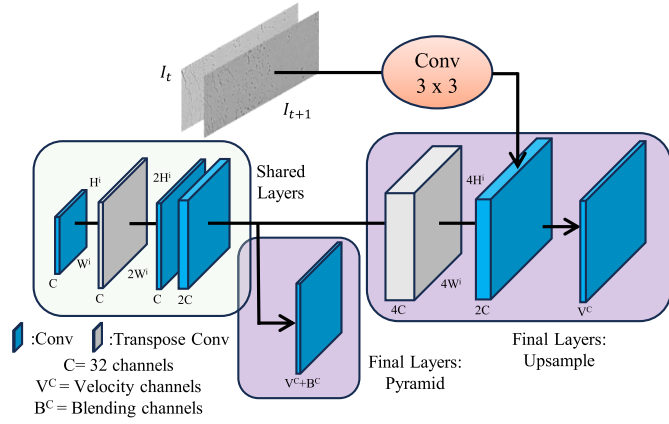 I_t
I_{t+1}
Conv
3 x 3
Shared
Layers
H^i
2H^i
W^i
2W^i
C
C
C
2C
4H^i
4W^i
4C
2C
V^C
V^C+B^C
:Conv
:Transpose Conv
C= 32 channels
V^C = Velocity channels
B^C = Blending channels
Final Layers:
Pyramid
Final Layers:
Upsample